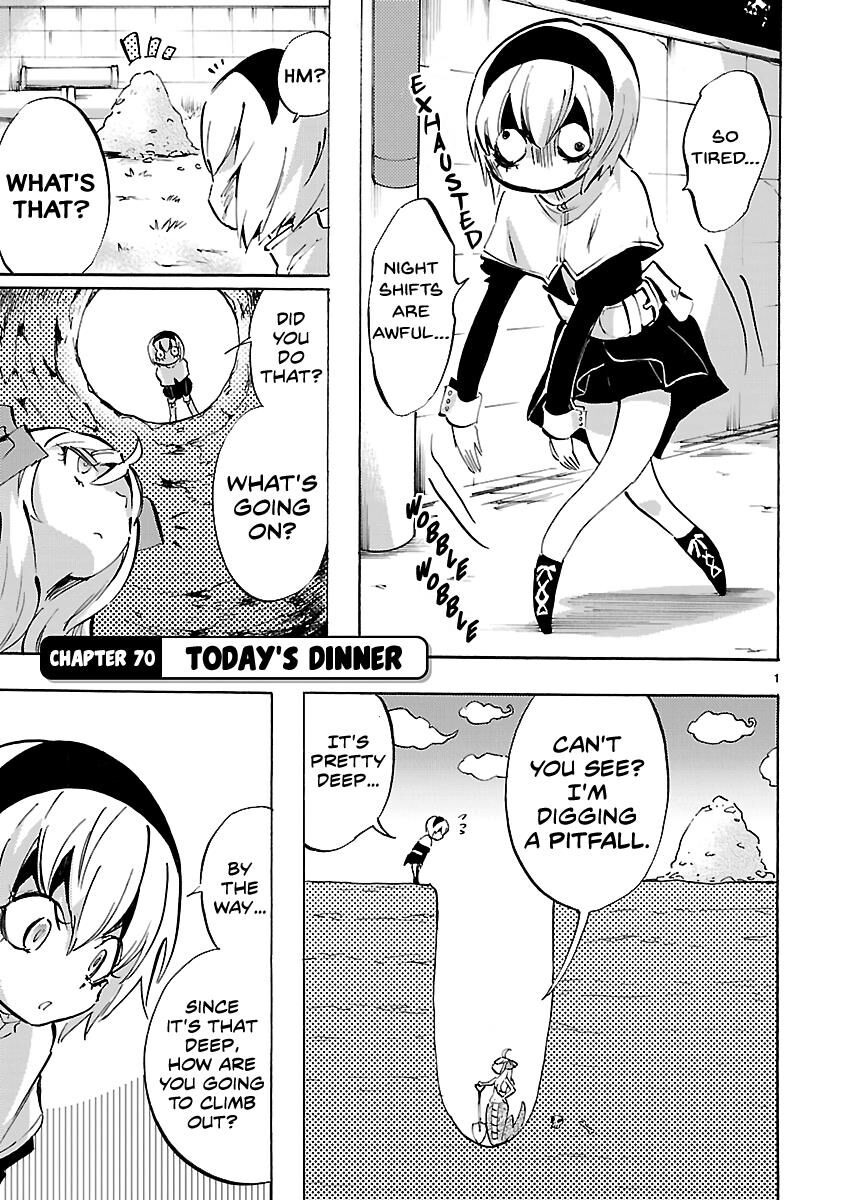 SO
TIRED...
EXHAUSTED
NIGHT
SHIFTS
ARE
AWFUL...
WOBBLE
WOBBLE
HM?
WHAT'S
THAT?
DID
YOU
DO
THAT?
WHAT'S
GOING
ON?
CHAPTER 70 TODAY'S DINNER
1
CAN'T
YOU SEE?
I'M
DIGGING
A PITFALL.
IT'S
PRETTY
DEEP...
BY
THE
WAY...
SINCE
IT'S THAT
DEEP,
HOW ARE
YOU GOING
TO CLIMB
OUT?